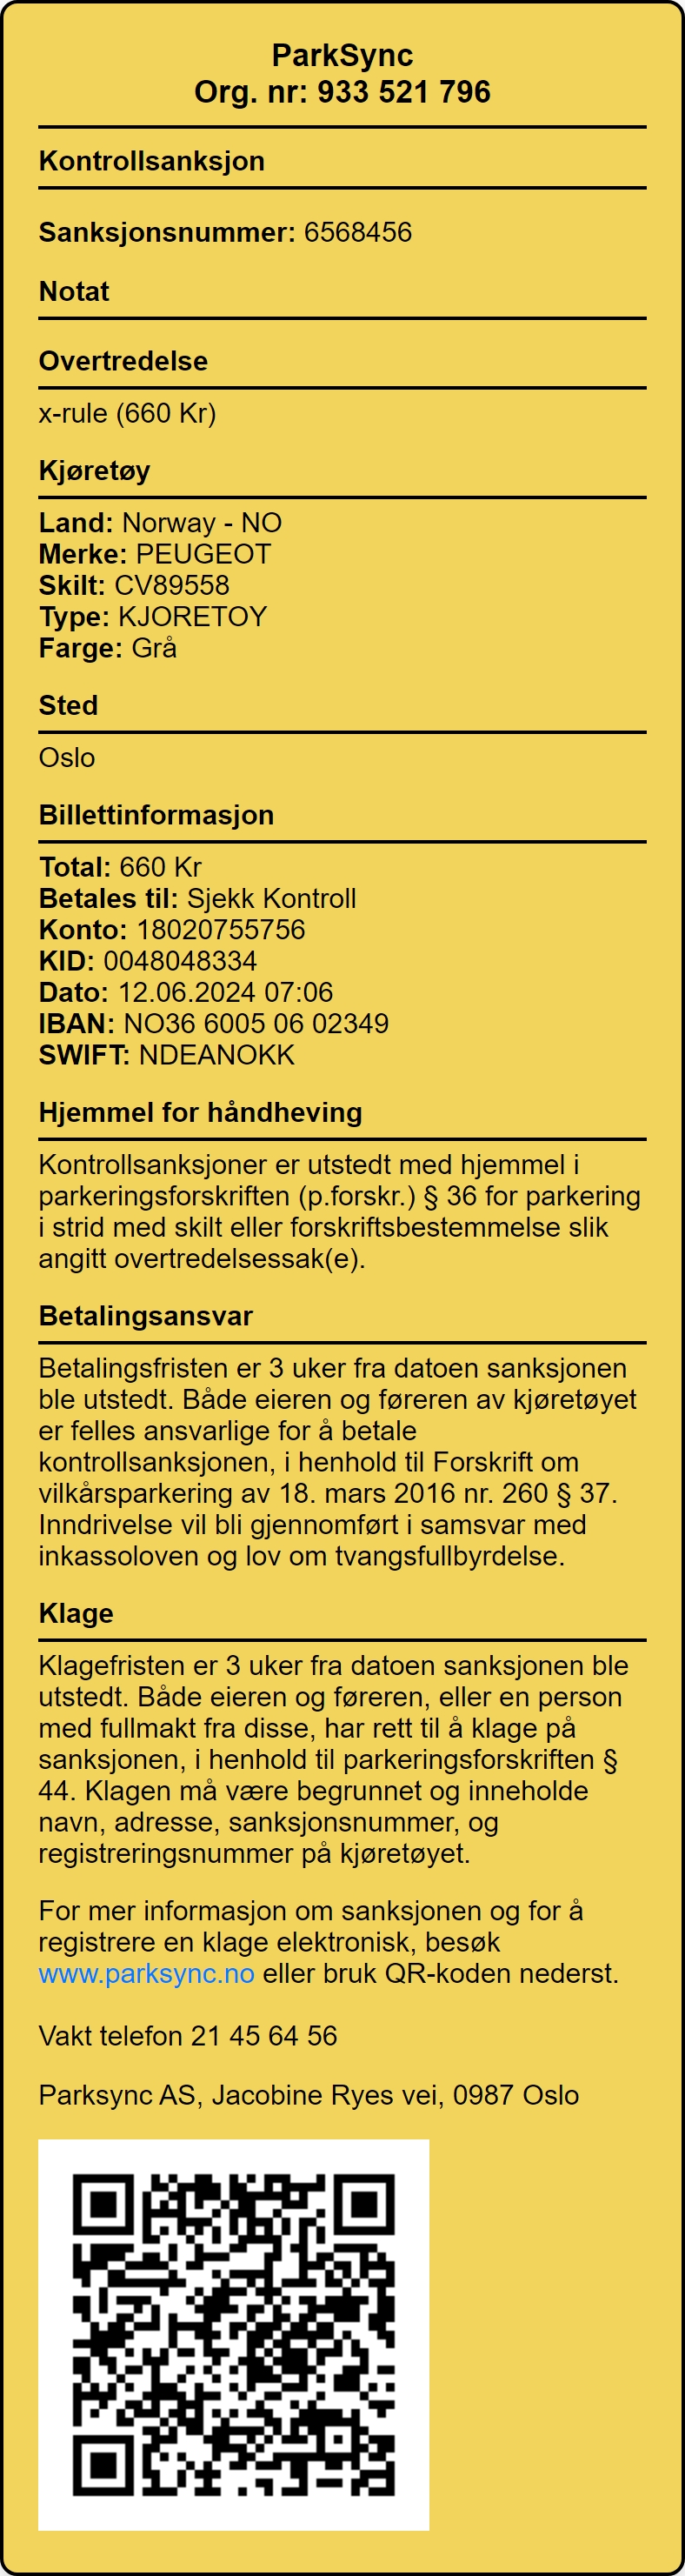 ParkSync
Org. nr: 933 521 796
Kontrollsanksjon
Sanksjonsnummer: 6568456
Notat
Overtredelse
x-rule (660 Kr)
Kjøretøy
Land: Norway - NO
Merke: PEUGEOT
Skilt: CV89558
Type: KJORETOY
Farge: Grå
Sted
Oslo
Billettinformasjon
Total: 660 Kr
Betales til: Sjekk Kontroll
Konto: 18020755756
KID: 0048048334
Dato: 12.06.2024 07:06
IBAN: NO36 6005 06 02349
SWIFT: NDEANOKK
Hjemmel for håndheving
Kontrollsanksjoner er utstedt med hjemmel i
parkeringsforskriften (p.forskr.) § 36 for parkering
i strid med skilt eller forskriftsbestemmelse slik
angitt overtredelsessak(e).
Betalingsansvar
Betalingsfristen er 3 uker fra datoen sanksjonen
ble utstedt. Både eieren og føreren av kjøretøyet
er felles ansvarlige for å betale
kontrollsanksjonen, i henhold til Forskrift om
vilkårsparkering av 18. mars 2016 nr. 260 § 37.
Inndrivelse vil bli gjennomført i samsvar med
inkassoloven og lov om tvangsfullbyrdelse.
Klage
Klagefristen er 3 uker fra datoen sanksjonen ble
utstedt. Både eieren og føreren, eller en person
med fullmakt fra disse, har rett til å klage på
sanksjonen, i henhold til parkeringsforskriften §
44. Klagen må være begrunnet og inneholde
navn, adresse, sanksjonsnummer, og
registreringsnummer på kjøretøyet.
For mer informasjon om sanksjonen og for å
registrere en klage elektronisk, besøk
www.parksync.no eller bruk QR-koden nederst.
Vakt telefon 21 45 64 56
Parksync AS, Jacobine Ryes vei, 0987 Oslo